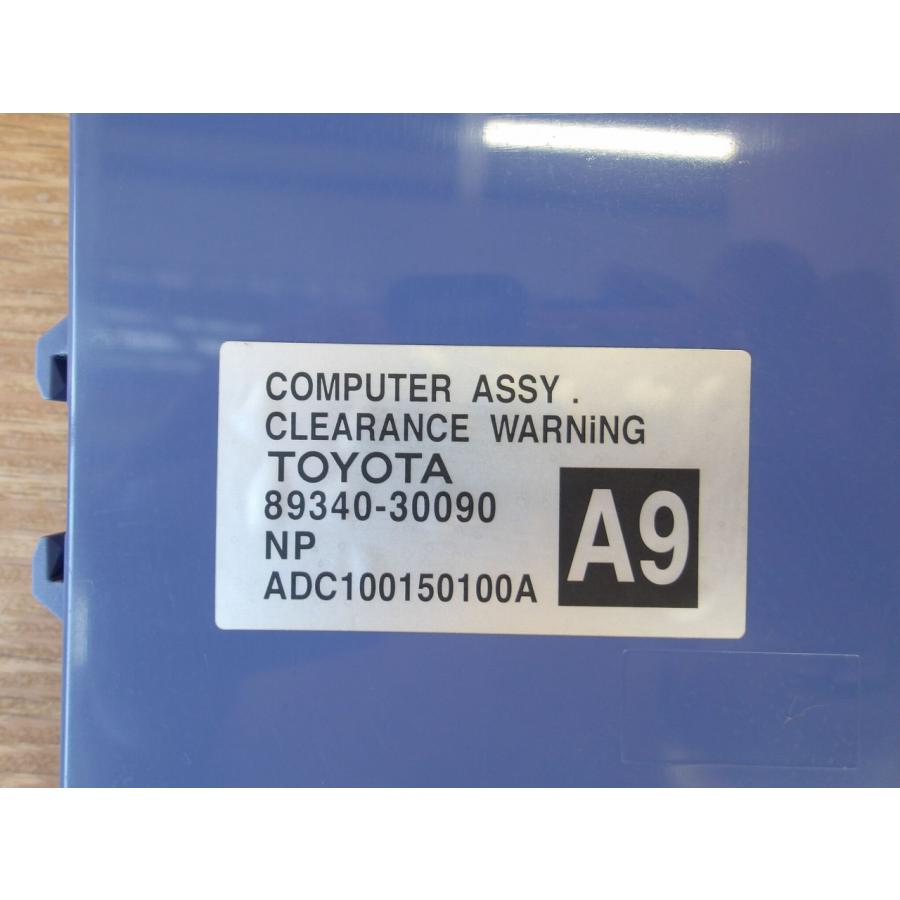 COMPUTER ASSY .
CLEARANCE WARNiNG
TOYOTA
89340-30090
NP
ADC100150100A
A9